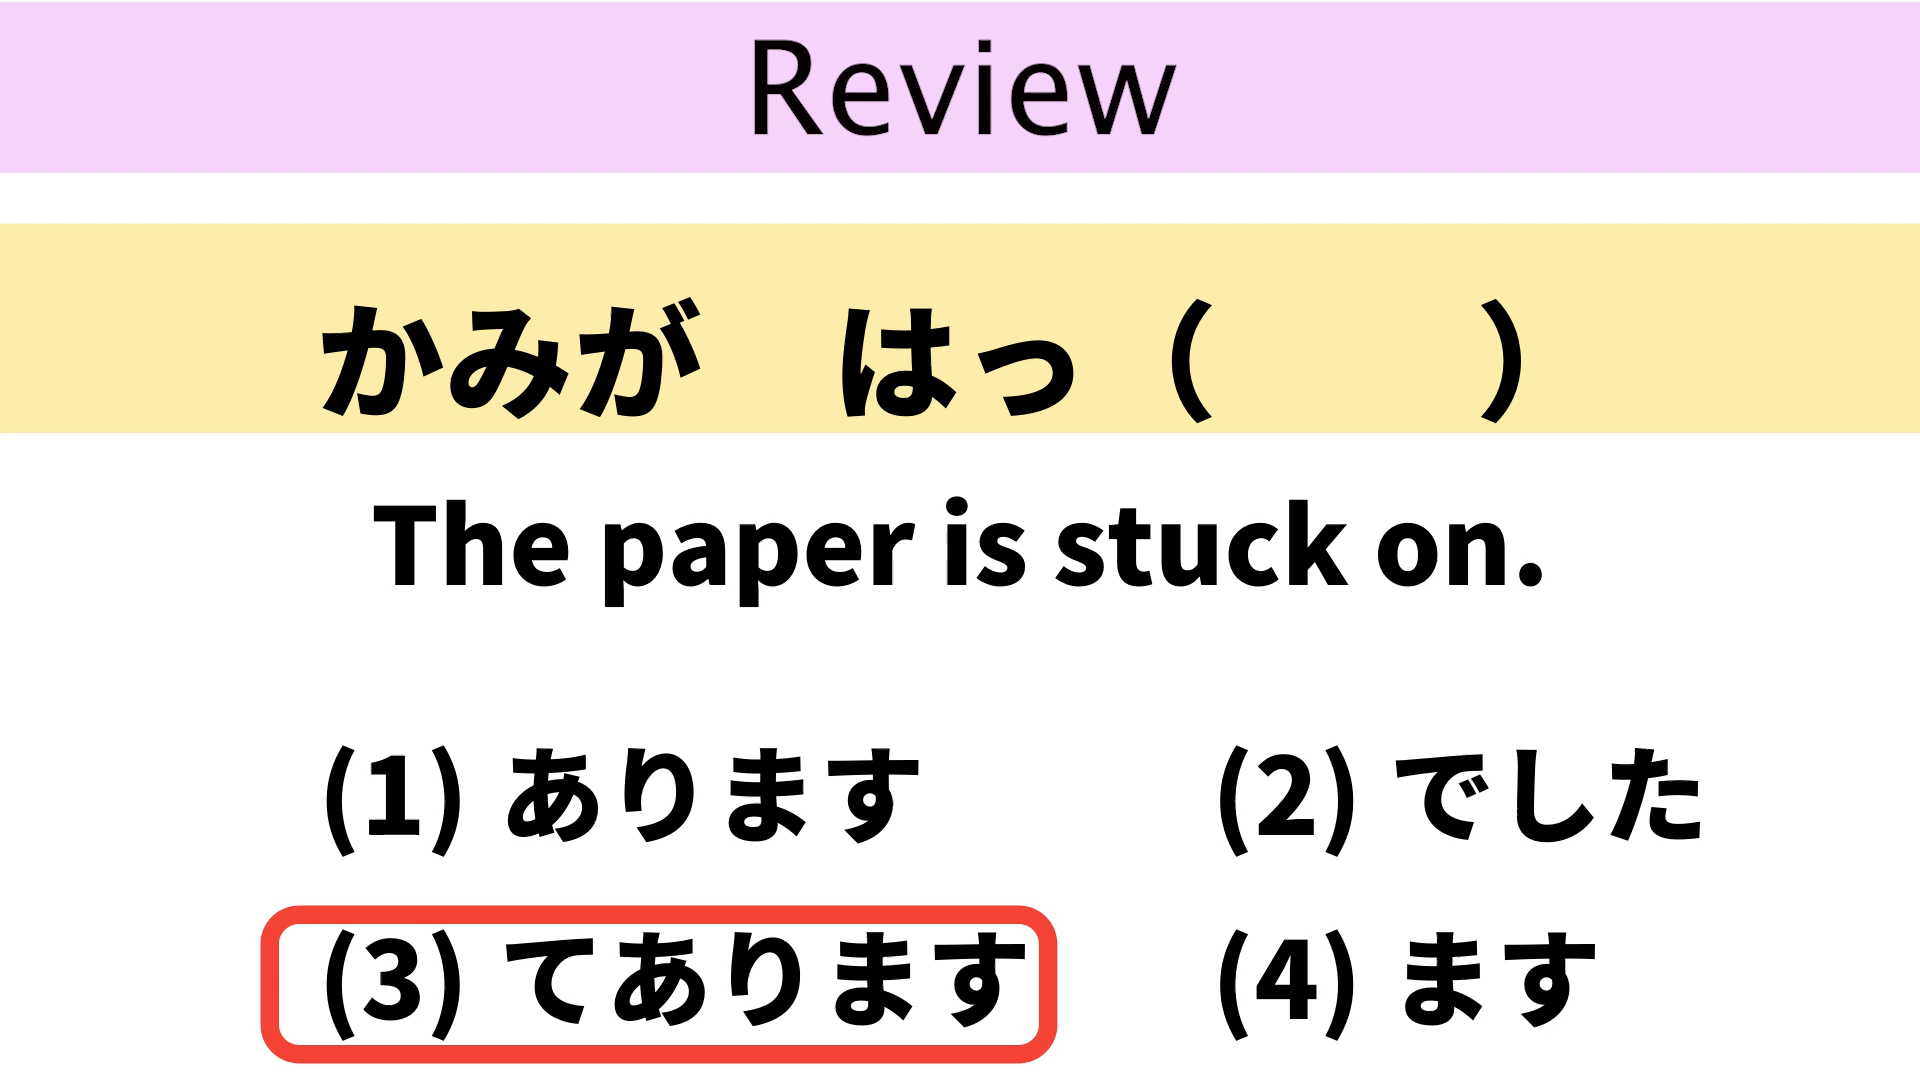 Review
かみが　はっ（　　　）
The paper is stuck on.
(1) あります　(2) でした
(3) てあります　(4) ます